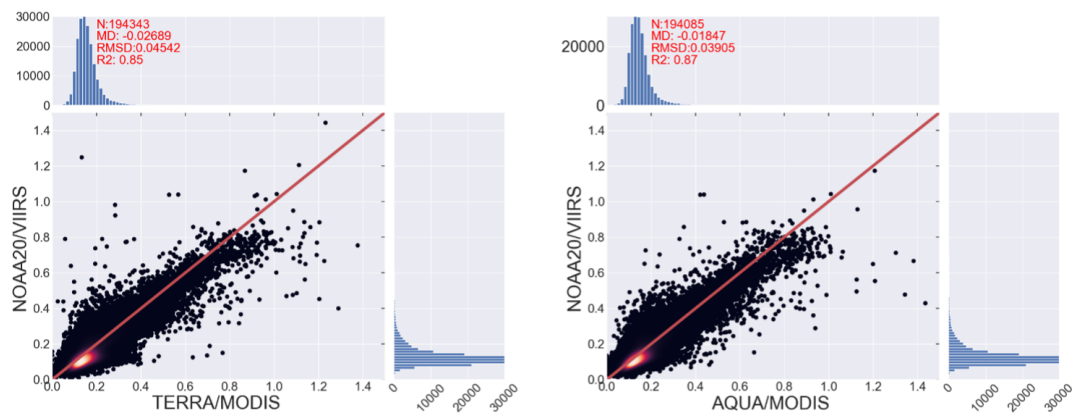 30000
20000
10000
0
N:194343
MD: -0.02689
RMSD:0.04542
R2: 0.85
NOAA20/VIIRS
1.4
1.2
1.0
0.8
0.6
0.4
0.2
0.0
0.0 0.2 0.4 0.6 0.8 1.0 1.2 1.4
TERRA/MODIS
0 10000 20000 30000
20000
0
N:194085
MD: -0.01847
RMSD:0.03905
R2: 0.87
NOAA20/VIIRS
1.4
1.2
1.0
0.8
0.6
0.4
0.2
0.0
0.0 0.2 0.4 0.6 0.8 1.0 1.2 1.4
AQUA/MODIS
0 10000 20000 30000